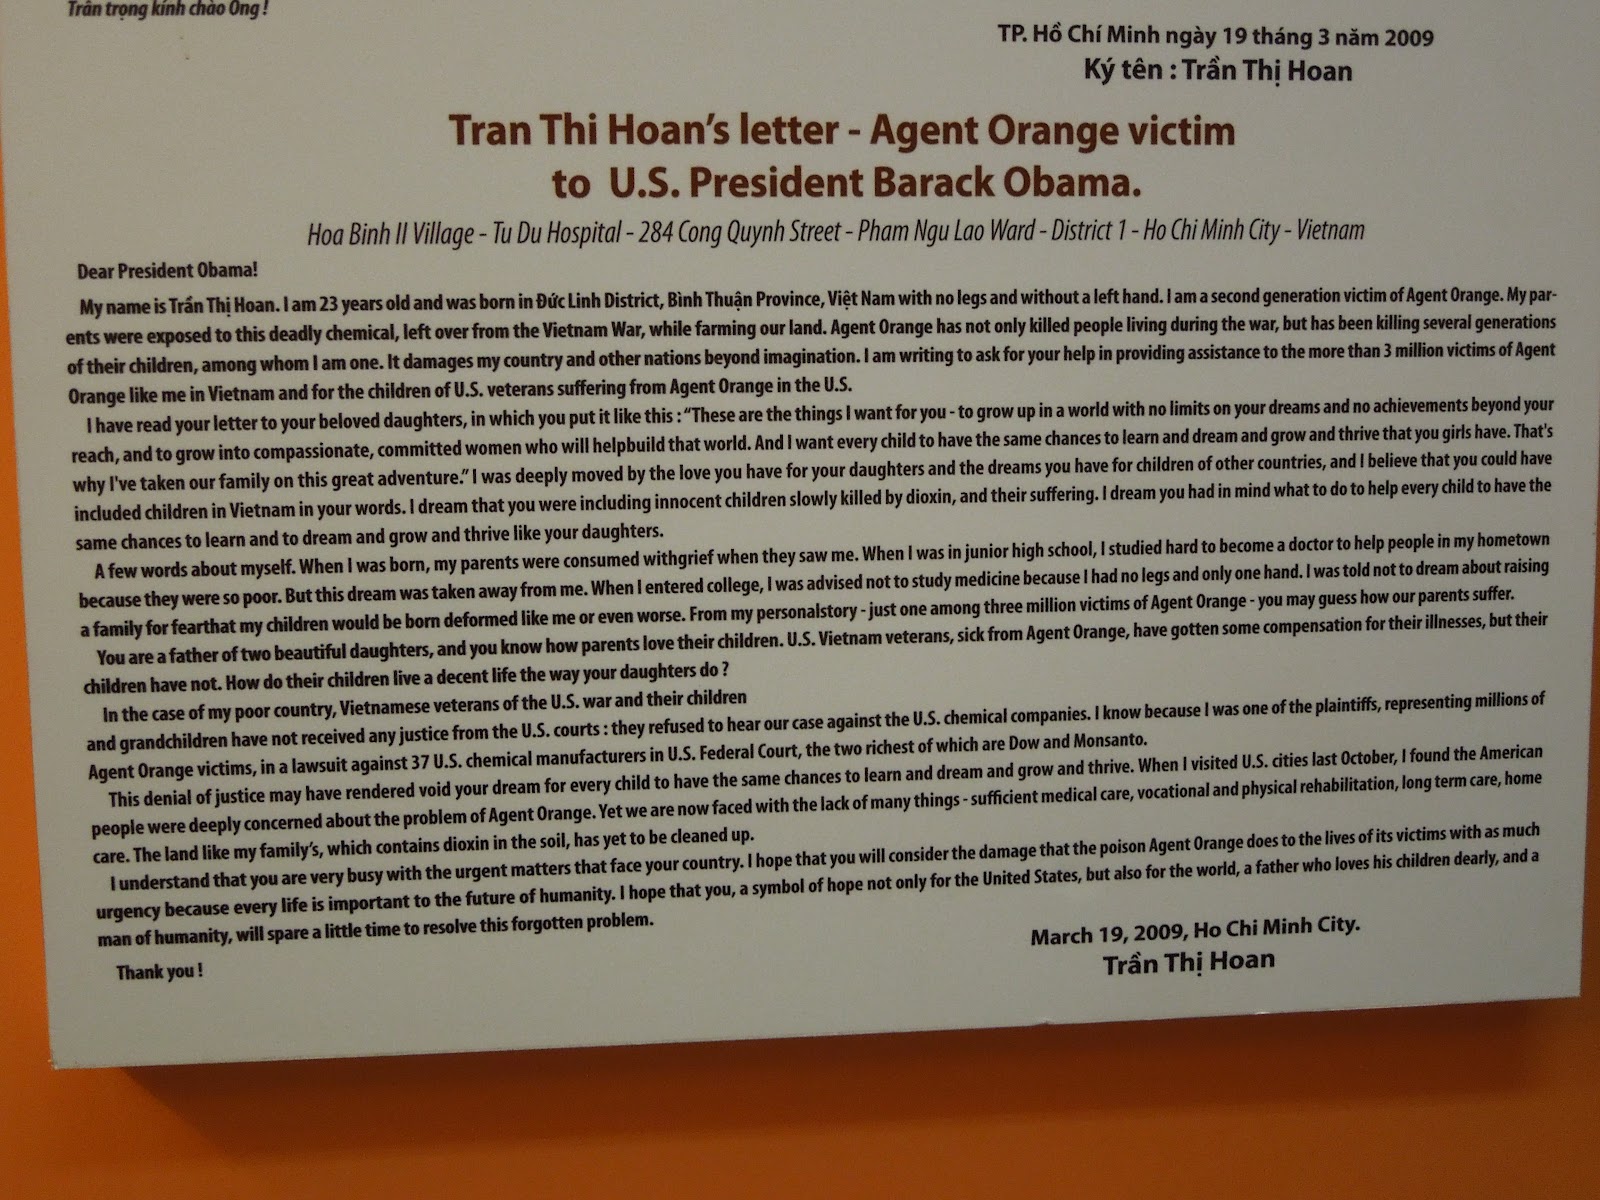 Trân trọng kính chào Ông !
TP. Hồ Chí Minh ngày 19 tháng 3 năm 2009
Ký tên : Trần Thị Hoan
Tran Thi Hoan’s letter - Agent Orange victim
to U.S. President Barack Obama.
Hoa Binh II Village - Tu Du Hospital - 284 Cong Quynh Street - Pham Ngu Lao Ward - District 1 - Ho Chi Minh City - Vietnam
Dear President Obama!
My name is Trần Thị Hoan. I am 23 years old and was born in Đức Linh District, Bình Thuận Province, Việt Nam with no legs and without a left hand. I am a second generation victim of Agent Orange. My par-
ents were exposed to this deadly chemical, left over from the Vietnam War, while farming our land. Agent Orange has not only killed people living during the war, but has been killing several generations
of their children, among whom I am one. It damages my country and other nations beyond imagination. I am writing to ask for your help in providing assistance to the more than 3 million victims of Agent
Orange like me in Vietnam and for the children of U.S. veterans suffering from Agent Orange in the U.S.
I have read your letter to your beloved daughters, in which you put it like this : “These are the things I want for you - to grow up in a world with no limits on your dreams and no achievements beyond your
reach, and to grow into compassionate, committed women who will helpbuild that world. And I want every child to have the same chances to learn and dream and grow and thrive that you girls have. That's
why I've taken our family on this great adventure.” I was deeply moved by the love you have for your daughters and the dreams you have for children of other countries, and I believe that you could have
included children in Vietnam in your words. I dream that you were including innocent children slowly killed by dioxin, and their suffering. I dream you had in mind what to do to help every child to have the
same chances to learn and to dream and grow and thrive like your daughters.
A few words about myself. When I was born, my parents were consumed withgrief when they saw me. When I was in junior high school, I studied hard to become a doctor to help people in my hometown
because they were so poor. But this dream was taken away from me. When I entered college, I was advised not to study medicine because I had no legs and only one hand. I was told not to dream about raising
a family for fearthat my children would be born deformed like me or even worse. From my personalstory - just one among three million victims of Agent Orange - you may guess how our parents suffer.
You are a father of two beautiful daughters, and you know how parents love their children. U.S. Vietnam veterans, sick from Agent Orange, have gotten some compensation for their illnesses, but their
children have not. How do their children live a decent life the way your daughters do ?
In the case of my poor country, Vietnamese veterans of the U.S. war and their children
and grandchildren have not received any justice from the U.S. courts : they refused to hear our case against the U.S. chemical companies. I know because I was one of the plaintiffs, representing millions of
Agent Orange victims, in a lawsuit against 37 U.S. chemical manufacturers in U.S. Federal Court, the two richest of which are Dow and Monsanto.
This denial of justice may have rendered void your dream for every child to have the same chances to learn and dream and grow and thrive. When I visited U.S. cities last October, I found the American
people were deeply concerned about the problem of Agent Orange. Yet we are now faced with the lack of many things - sufficient medical care, vocational and physical rehabilitation, long term care, home
care. The land like my family’s, which contains dioxin in the soil, has yet to be cleaned up.
I understand that you are very busy with the urgent matters that face your country. I hope that you will consider the damage that the poison Agent Orange does to the lives of its victims with as much
urgency because every life is important to the future of humanity. I hope that you, a symbol of hope not only for the United States, but also for the world, a father who loves his children dearly, and a
man of humanity, will spare a little time to resolve this forgotten problem.
March 19, 2009, Ho Chi Minh City.
Thank you !
Trần Thị Hoan